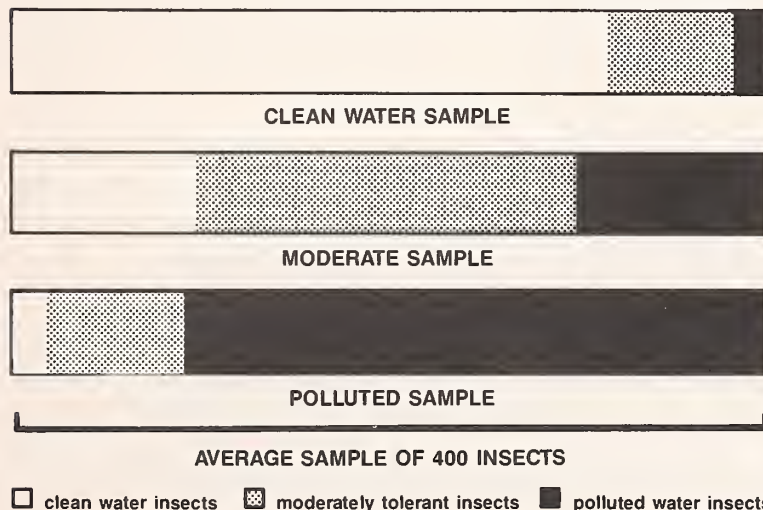 CLEAN WATER SAMPLE
MODERATE SAMPLE
POLLUTED SAMPLE
AVERAGE SAMPLE OF 400 INSECTS
clean water insects moderately tolerant insects polluted water insects